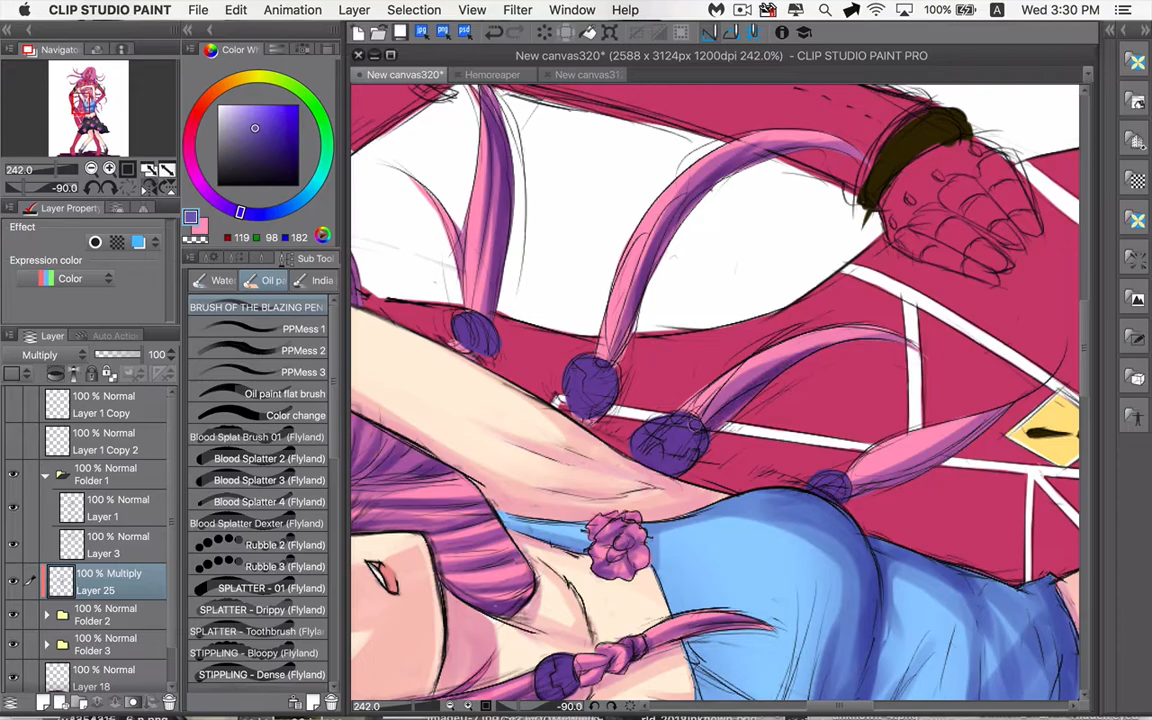 CLIP STUDIO PAINT File Edit Animation Layer Selection View Filter Window Help 100% A Wed 3:30 PM
New canvas320* (2588 x 3124px 1200dpi 242.0%) - CLIP STUDIO PAINT PRO
New canvas320* Hemoreaper New canvas31.
Navigato
242.0
-90.0
Layer Property
Effect
Expression color
Color
Layer Auto Action
Multiply 100
100 % Normal
Layer 1 Copy
100 % Normal
Layer 1 Copy 2
100 % Normal
Folder 1
100 % Normal
Layer 1
100 % Normal
Layer 3
100 % Multiply
Layer 25
100 % Normal
Folder 2
100 % Normal
Folder 3
100 % Normal
Layer 18
Color W
119 98 182
Sub Tool
Water Oil pa India
BRUSH OF THE BLAZING PEN
PPMess 1
PPMess 2
PPMess 3
Oil paint flat brush
Color change
Blood Splat Brush 01 (Flyland)
Blood Splatter 2 (Flyland)
Blood Splatter 3 (Flyland)
Blood Splatter 4 (Flyland)
Blood Splatter Dexter (Flyland)
Rubble 2 (Flyland)
Rubble 3 (Flyland)
SPLATTER - 01 (Flyland)
SPLATTER - Drippy (Flyland)
SPLATTER - Toothbrush (Flyla
STIPPLING - Bloopy (Flyland)
STIPPLING - Dense (Flyland)
242.0 -90.0